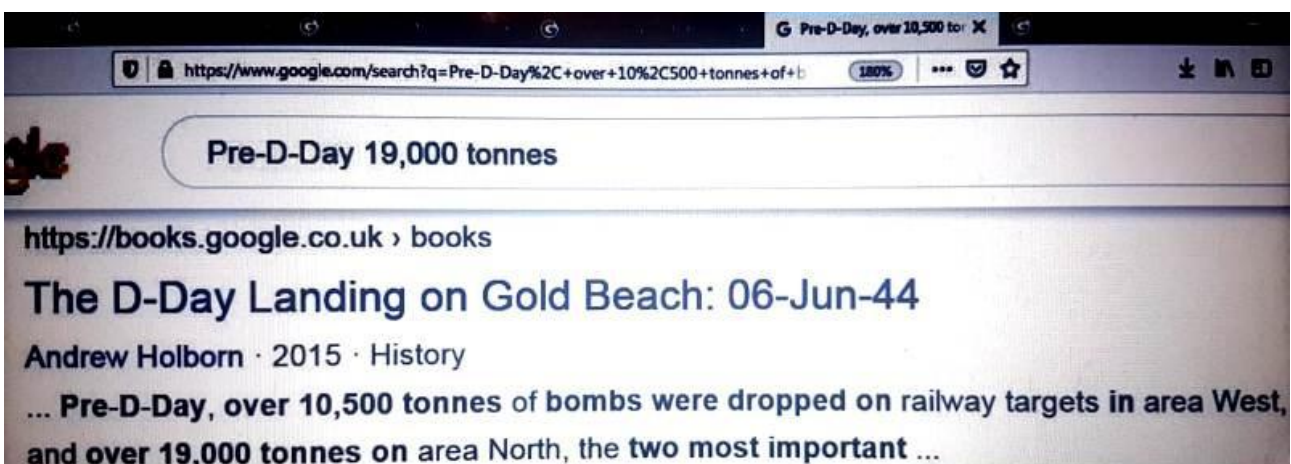 G Pre-D-Day, over 10,500 tor
https://www.google.com/search?q=Pre-D-Day%2C+over+10%2C500+tonnes+of+b
180%
gle
Pre-D-Day 19,000 tonnes
https://books.google.co.uk › books
The D-Day Landing on Gold Beach: 06-Jun-44
Andrew Holborn · 2015 · History
... Pre-D-Day, over 10,500 tonnes of bombs were dropped on railway targets in area West,
and over 19,000 tonnes on area North, the two most important ...